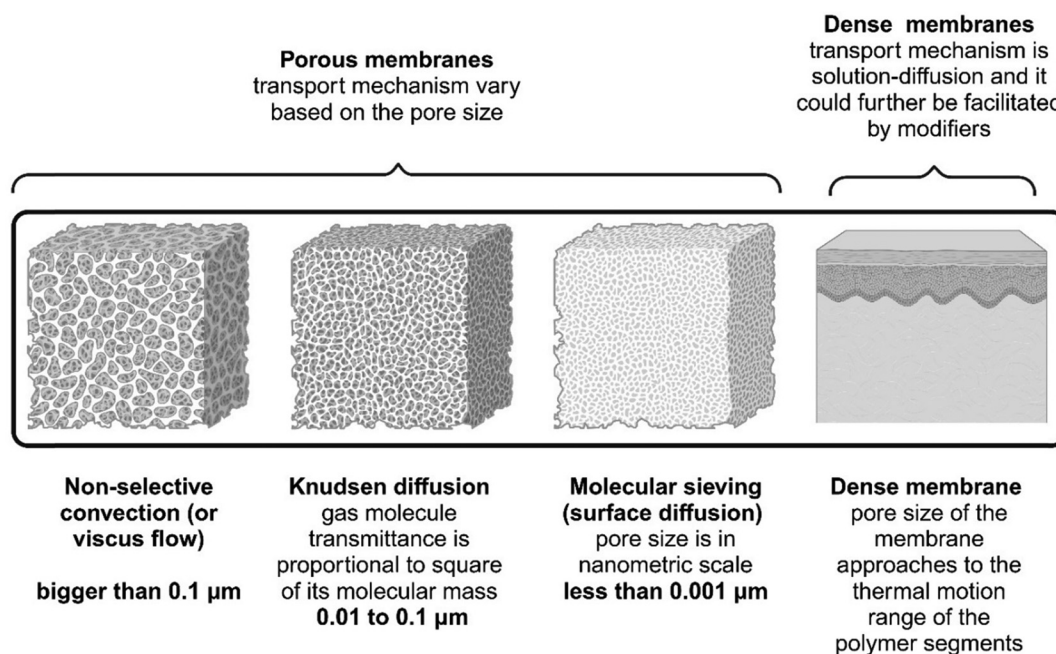 Porous membranes
transport mechanism vary
based on the pore size
Dense membranes
transport mechanism is
solution-diffusion and it
could further be facilitated
by modifiers
Non-selective
convection (or
viscus flow)
bigger than 0.1 µm
Knudsen diffusion
gas molecule
transmittance is
proportional to square
of its molecular mass
0.01 to 0.1 µm
Molecular sieving
(surface diffusion)
pore size is in
nanometric scale
less than 0.001 µm
Dense membrane
pore size of the
membrane
approaches to the
thermal motion
range of the
polymer segments